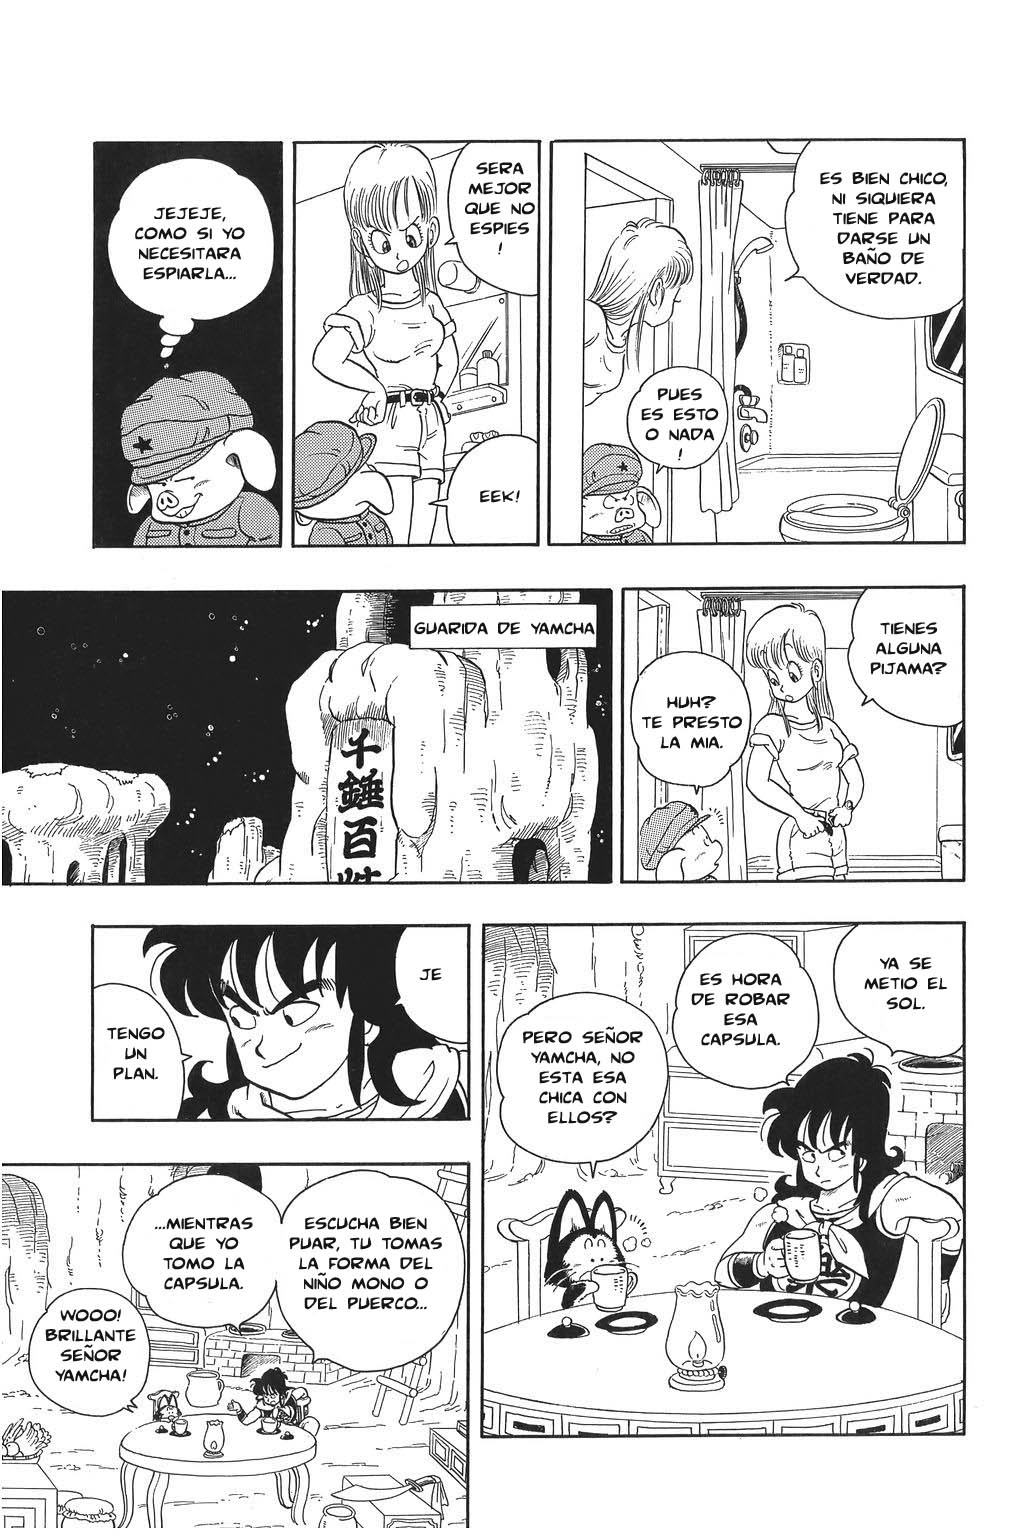 ES BIEN CHICO,
NI SIQUIERA
TIENE PARA
DARSE UN
BAÑO DE
VERDAD.
PUES
ES ESTO
O NADA
!
SERA
MEJOR
QUE NO
ESPIES
!
EEK!
JEJEJE,
COMO SI YO
NECESITARA
ESPIARLA...
TIENES
ALGUNA
PIJAMA?
HUH?
TE PRESTO
LA MIA.
GUARIDA DE YAMCHA
千
錘
百
YA SE
METIO EL
SOL.
ES HORA
DE ROBAR
ESA
CAPSULA.
PERO SEÑOR
YAMCHA, NO
ESTA ESA
CHICA CON
ELLOS?
JE
TENGO
UN
PLAN.
ESCUCHA BIEN
PUAR, TU TOMAS
LA FORMA DEL
NIÑO MONO O
DEL PUERCO...
...MIENTRAS
QUE YO
TOMO LA
CAPSULA.
WOOO!
BRILLANTE
SEÑOR
YAMCHA!